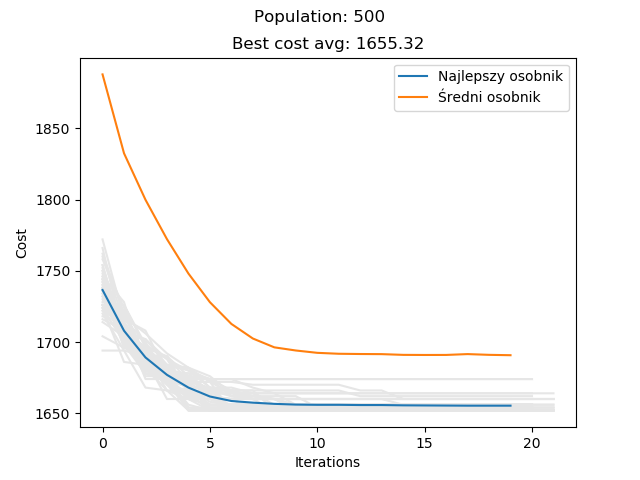 Population: 500
Best cost avg: 1655.32
Najlepszy osobnik
Średni osobnik
Cost
1850
1800
1750
1700
1650
0 5 10 15 20
Iterations